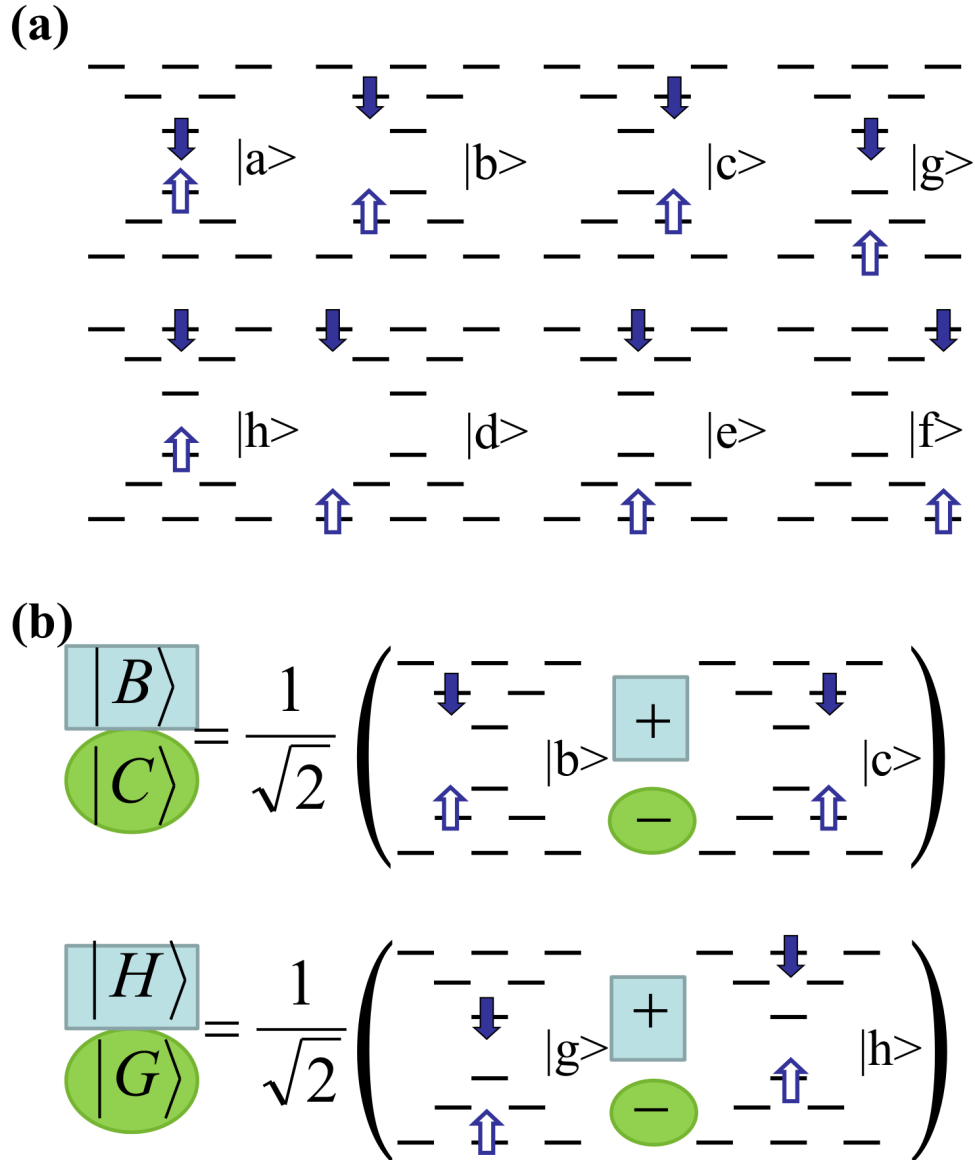 (a)
|a> |b> |c> |g>
|h> |d> |e> |f>
(b)
|B⟩ |C⟩ = 1/√2 ( |b> + − |c> )
|H⟩ |G⟩ = 1/√2 ( |g> + − |h> )